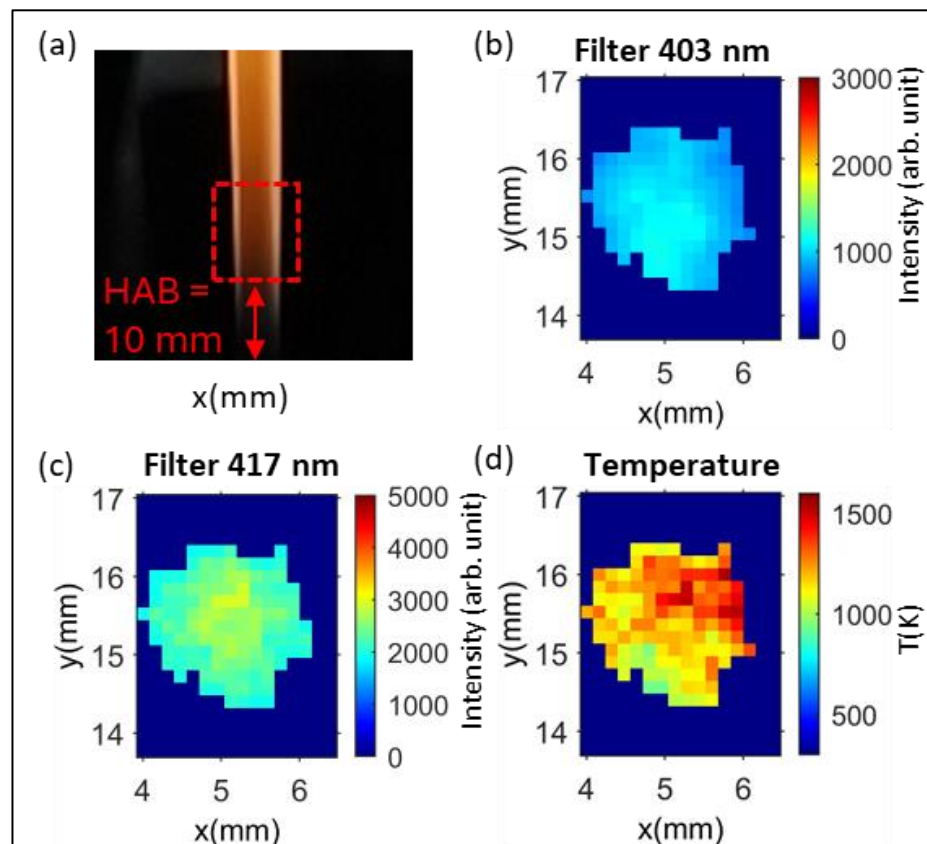 (a)
HAB =
10 mm
x(mm)
(b)
Filter 403 nm
17
16
15
14
y(mm)
4 5 6
x(mm)
3000
2000
1000
0
Intensity (arb. unit)
(c)
Filter 417 nm
17
16
15
14
y(mm)
4 5 6
x(mm)
5000
4000
3000
2000
1000
0
Intensity (arb. unit)
(d)
Temperature
17
16
15
14
y(mm)
4 5 6
x(mm)
1500
1000
500
T(K)